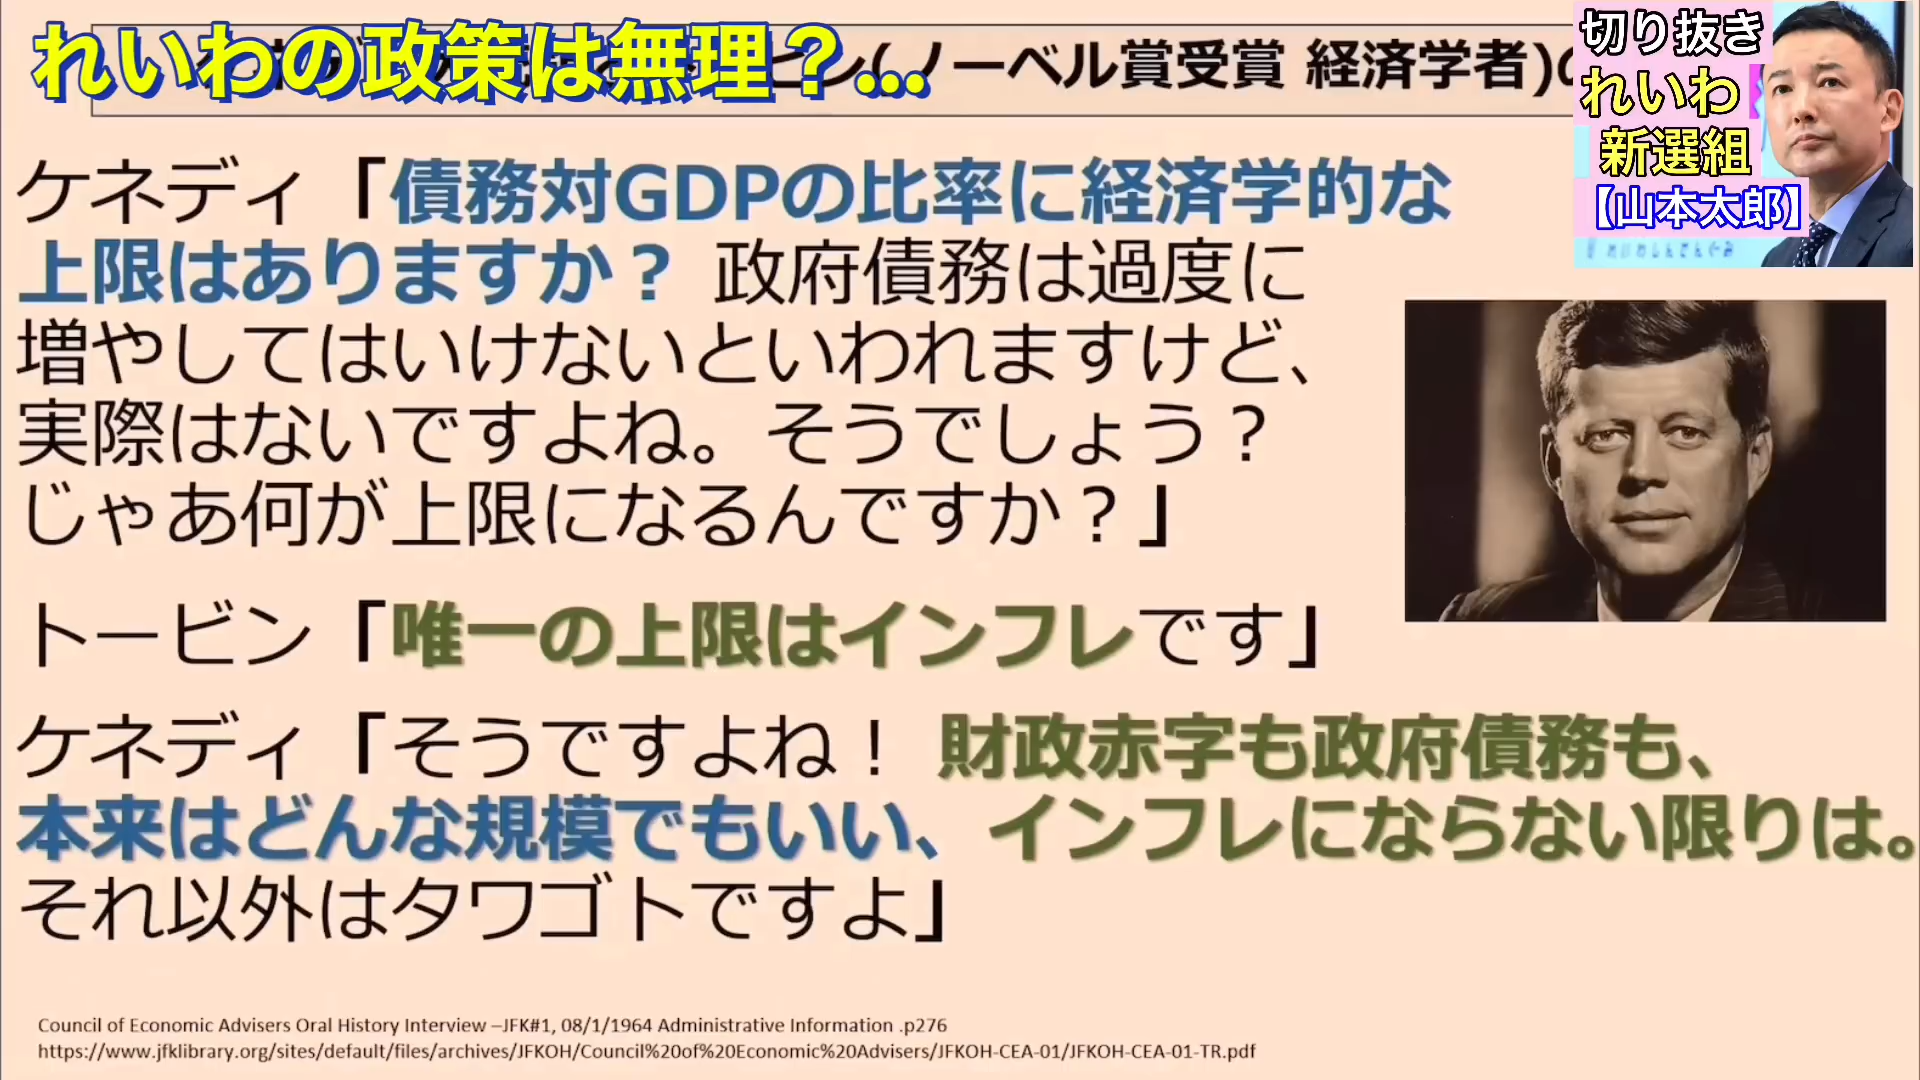 れいわの政策は無理？...
ビン(ノーベル賞受賞 経済学者)
切り抜き
れいわ
新選組
【山本太郎】
ケネディ「債務対GDPの比率に経済学的な
上限はありますか？ 政府債務は過度に
増やしてはいけないといわれますけど、
実際はないですよね。そうでしょう？
じゃあ何が上限になるんですか？」
トービン「唯一の上限はインフレです」
ケネディ「そうですよね！ 財政赤字も政府債務も、
本来はどんな規模でもいい、インフレにならない限りは。
それ以外はタワゴトですよ」
Council of Economic Advisers Oral History Interview –JFK#1, 08/1/1964 Administrative Information .p276
https://www.jfklibrary.org/sites/default/files/archives/JFKOH/Council%20of%20Economic%20Advisers/JFKOH-CEA-01/JFKOH-CEA-01-TR.pdf